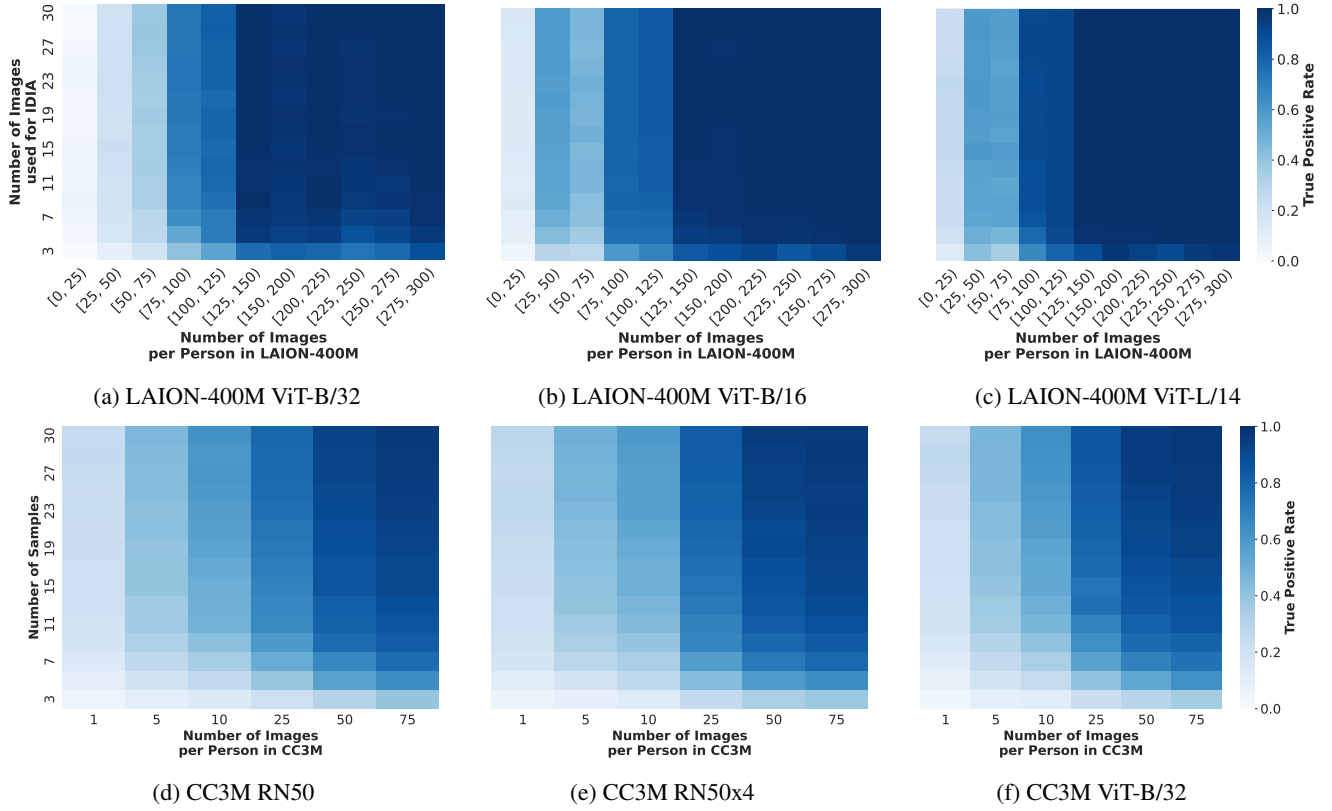 30
27
23
19
15
11
7
3
Number of Images
used for IDIA
[0, 25)
[25, 50)
[50, 75)
[75, 100)
[100, 125)
[125, 150)
[150, 200)
[200, 225)
[225, 250)
[250, 275)
[275, 300)
Number of Images
per Person in LAION-400M
(a) LAION-400M ViT-B/32
[0, 25)
[25, 50)
[50, 75)
[75, 100)
[100, 125)
[125, 150)
[150, 200)
[200, 225)
[225, 250)
[250, 275)
[275, 300)
Number of Images
per Person in LAION-400M
(b) LAION-400M ViT-B/16
[0, 25)
[25, 50)
[50, 75)
[75, 100)
[100, 125)
[125, 150)
[150, 200)
[200, 225)
[225, 250)
[250, 275)
[275, 300)
Number of Images
per Person in LAION-400M
(c) LAION-400M ViT-L/14
1.0
0.8
0.6
0.4
0.2
0.0
True Positive Rate
30
27
23
19
15
11
7
3
Number of Samples
1 5 10 25 50 75
Number of Images
per Person in CC3M
(d) CC3M RN50
1 5 10 25 50 75
Number of Images
per Person in CC3M
(e) CC3M RN50x4
1 5 10 25 50 75
Number of Images
per Person in CC3M
(f) CC3M ViT-B/32
1.0
0.8
0.6
0.4
0.2
0.0
True Positive Rate